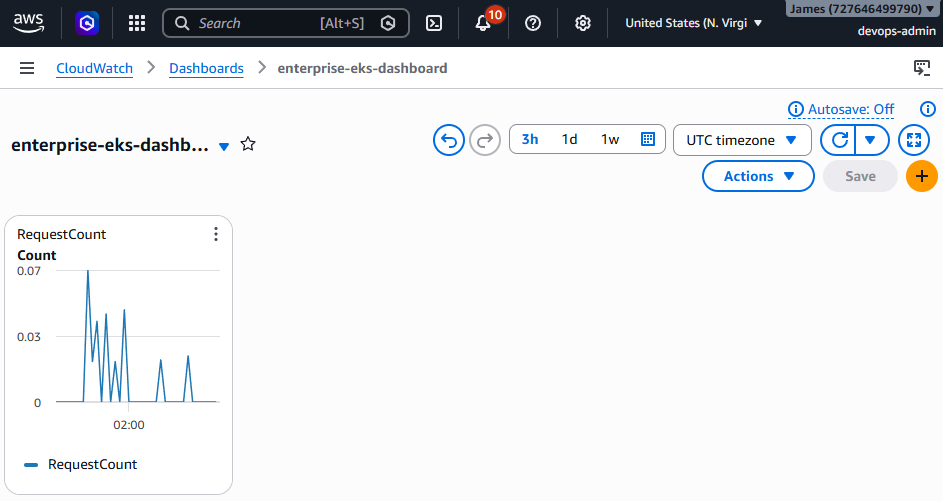 aws
Search [Alt+S]
10
United States (N. Virgi
James (727646499790)
devops-admin
CloudWatch
Dashboards
enterprise-eks-dashboard
Autosave: Off
enterprise-eks-dashb...
3h 1d 1w
UTC timezone
Actions
Save
RequestCount
Count
0.07
0.03
0
02:00
RequestCount